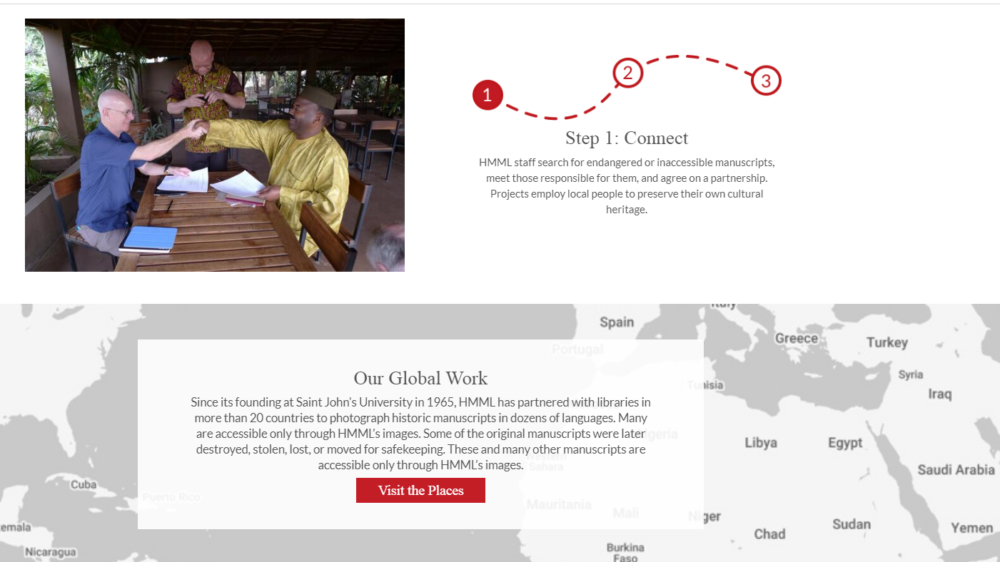 1
2
3
Step 1: Connect
HMML staff search for endangered or inaccessible manuscripts,
meet those responsible for them, and agree on a partnership.
Projects employ local people to preserve their own cultural
heritage.
Italy
Spain
Portugal
Greece
Turkey
Our Global Work
Since its founding at Saint John's University in 1965, HMML has partnered with libraries in
more than 20 countries to photograph historic manuscripts in dozens of languages. Many
are accessible only through HMML’s images. Some of the original manuscripts were later
destroyed, stolen, lost, or moved for safekeeping. These and many other manuscripts are
accessible only through HMML’s images.
Visit the Places
Syria
Tunisia
Iraq
Algeria
Libya
Egypt
Western
Sahara
Saudi Arabia
Cuba
Puerto Rico
Mauritania
Mali
Niger
Chad
Sudan
Yemen
emala
Nicaragua
Burkina
Faso